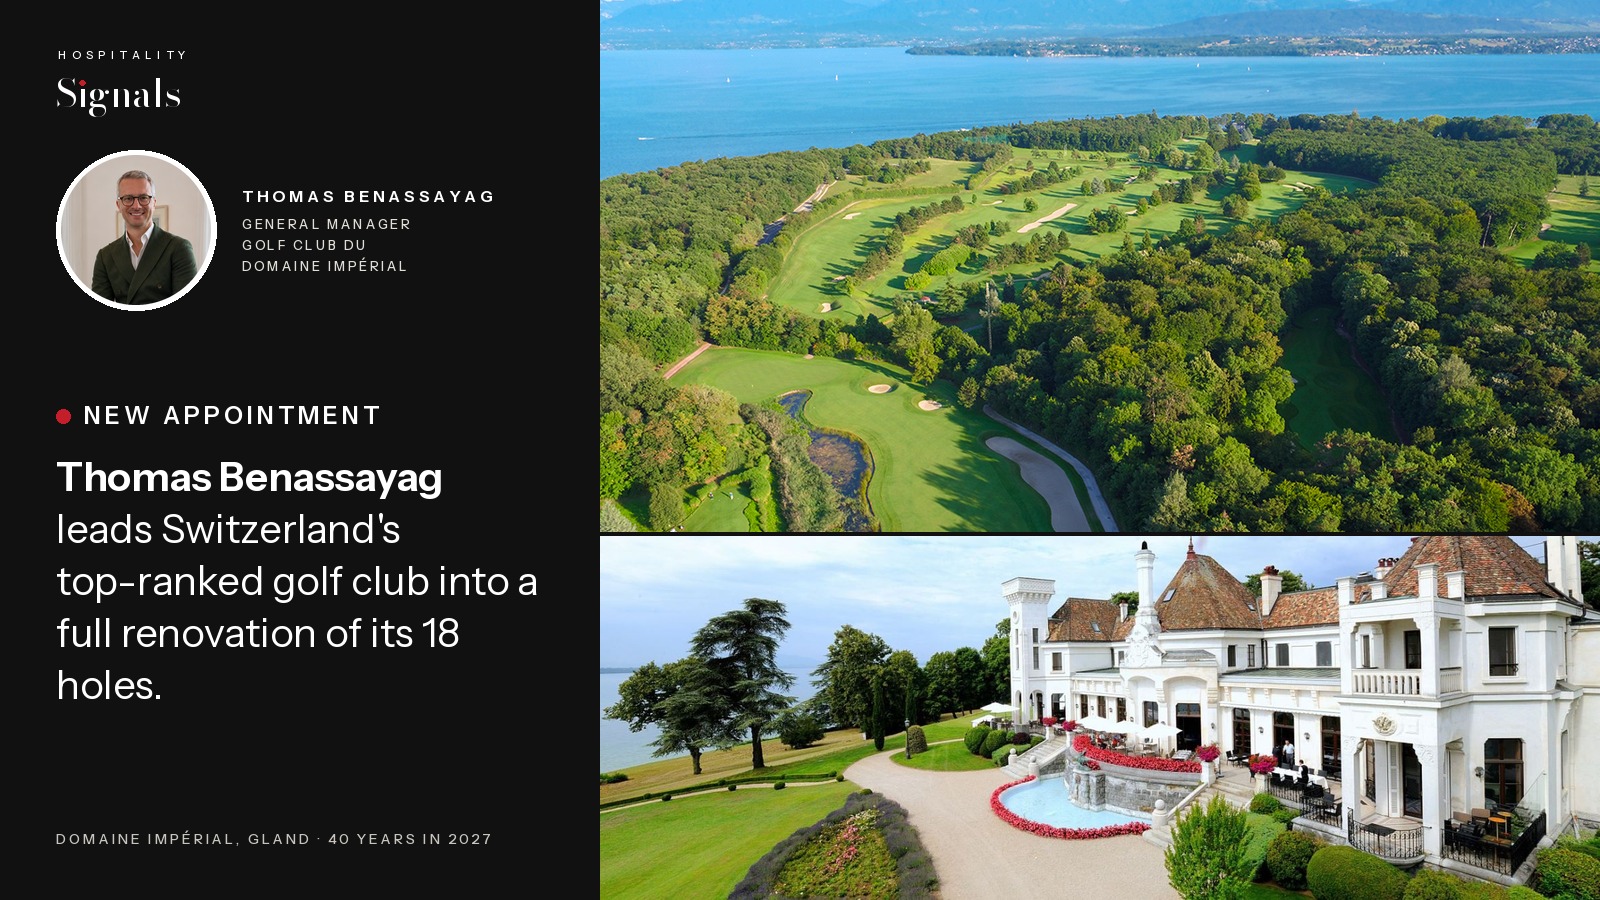 HOSPITALITY
Signals
THOMAS BENASSAYAG
GENERAL MANAGER
GOLF CLUB DU
DOMAINE IMPÉRIAL
NEW APPOINTMENT
Thomas Benassayag
leads Switzerland's
top-ranked golf club into a
full renovation of its 18
holes.
DOMAINE IMPÉRIAL, GLAND · 40 YEARS IN 2027